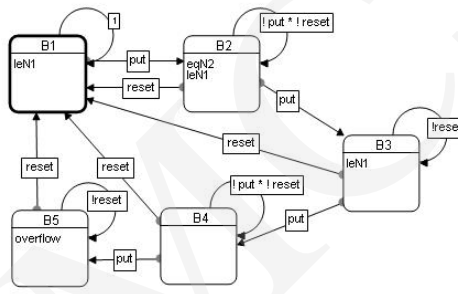 B1
leN1
1
put
reset
B2
eqN2
leN1
! put * ! reset
put
reset
B3
leN1
!rese
reset
reset
B5
overflow
!reset
put
B4
! put * ! reset
put